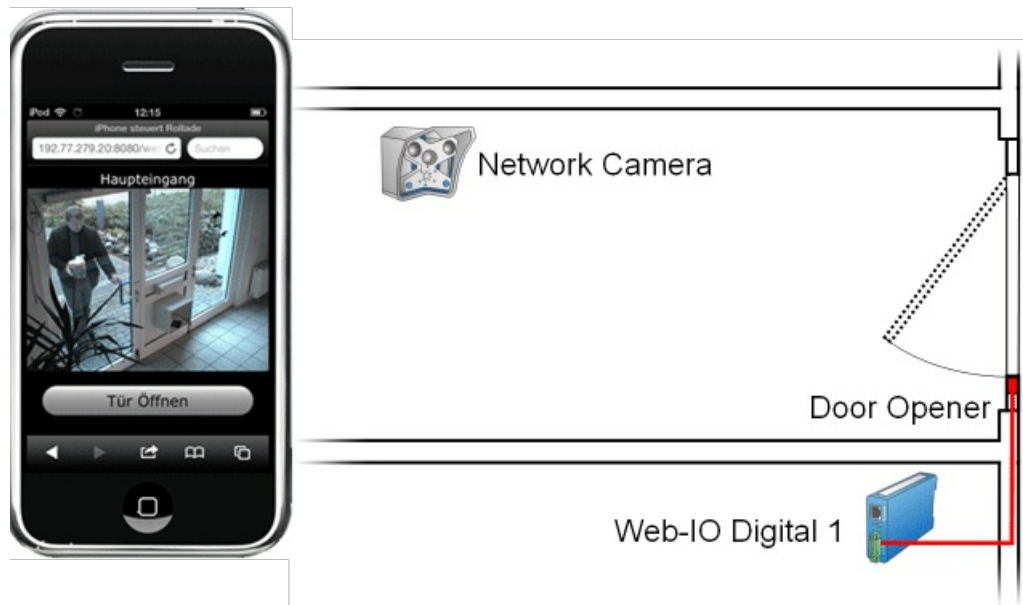 iPod 12:15
iPhone steuert Rollade
192.77.279.20:8080/we
Suchen
Haupteingang
Tür Öffnen
Network Camera
Door Opener
Web-IO Digital 1